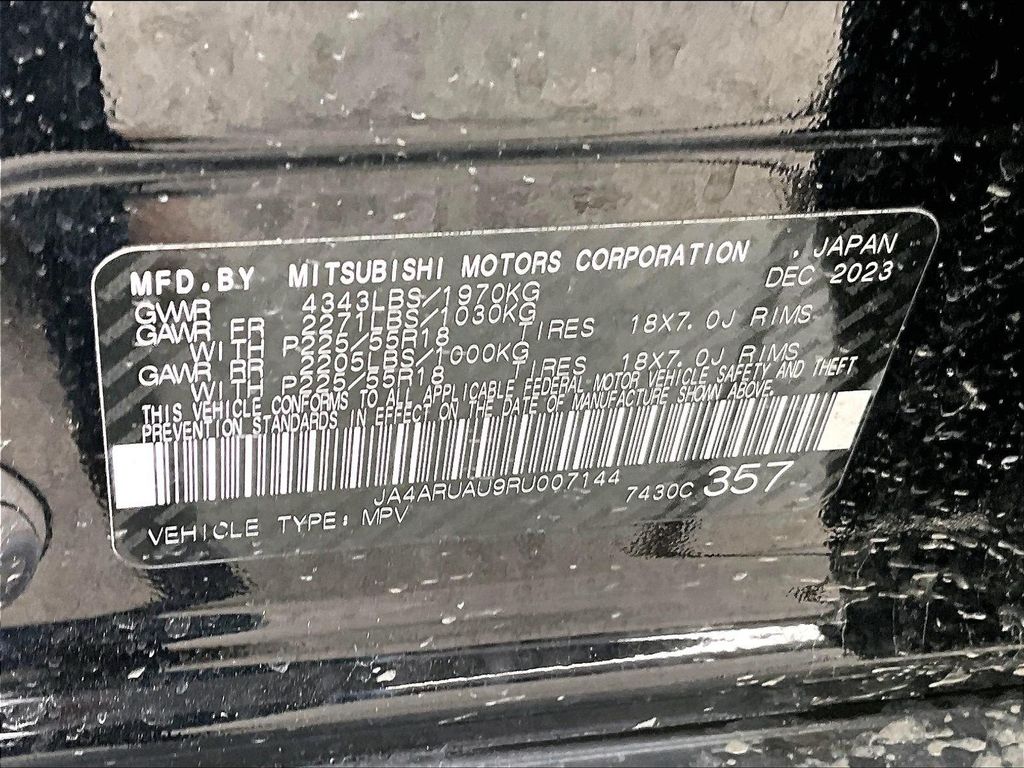 MFD.BY MITSUBISHI MOTORS CORPORATION , JAPAN
GVWR 4343LBS/1970KG DEC 2023
GAWR FR 2271LBS/1030KG
WITH P225/55R18 TIRES 18X7.0J RIMS
GAWR RR 2205LBS/1000KG
WITH P225/55R18 TIRES 18X7.0J RIMS
THIS VEHICLE CONFORMS TO ALL APPLICABLE FEDERAL MOTOR VEHICLE SAFETY AND THEFT
PREVENTION STANDARDS IN EFFECT ON THE DATE OF MANUFACTURE SHOWN ABOVE.
JA4ARUAU9RU007144 7430C 357
VEHICLE TYPE: MPV